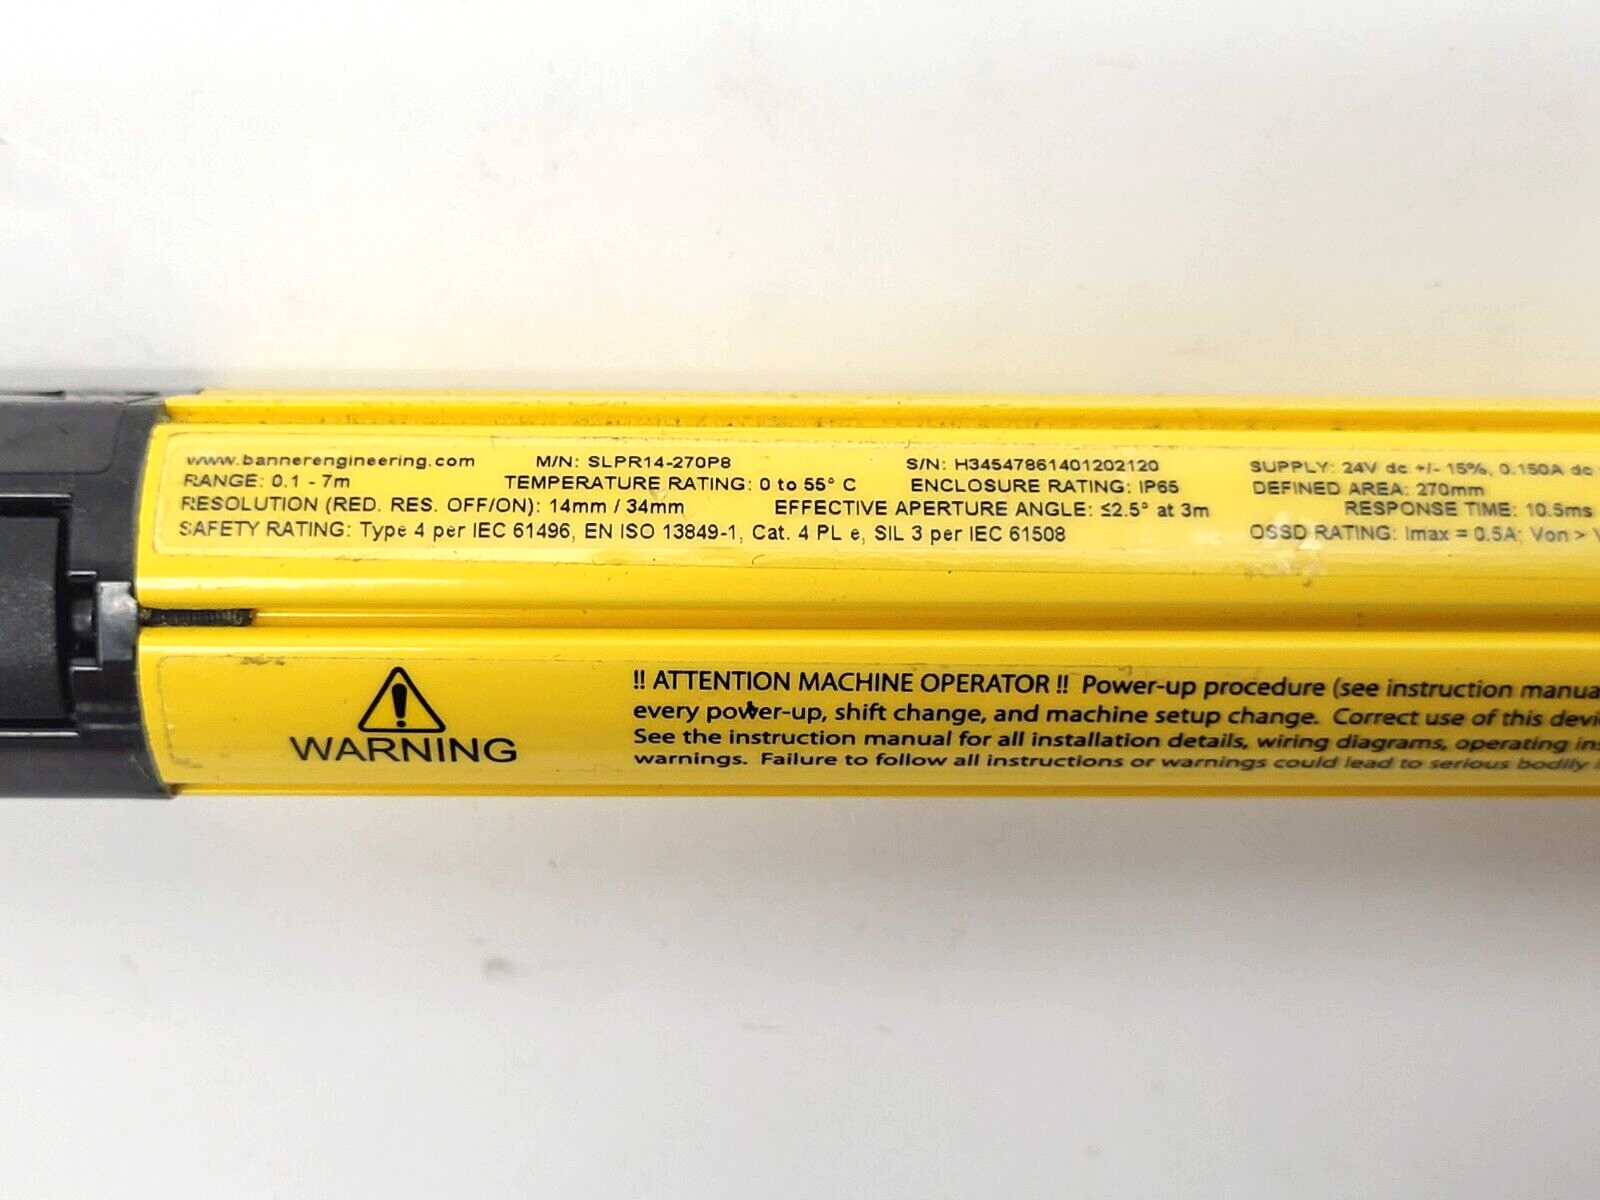 www.bannerengineering.com M/N: SLPR14-270P8 S/N: H34547861401202120 SUPPLY: 24V dc +/- 15%, 0.150A dc
RANGE: 0.1 - 7m TEMPERATURE RATING: 0 to 55° C ENCLOSURE RATING: IP65 DEFINED AREA: 270mm
RESOLUTION (RED. RES. OFF/ON): 14mm / 34mm EFFECTIVE APERTURE ANGLE: ≤2.5° at 3m RESPONSE TIME: 10.5ms
SAFETY RATING: Type 4 per IEC 61496, EN ISO 13849-1, Cat. 4 PL e, SIL 3 per IEC 61508 OSSD RATING: Imax = 0.5A; Von >
WARNING
!! ATTENTION MACHINE OPERATOR !! Power-up procedure (see instruction manua
every power-up, shift change, and machine setup change. Correct use of this devi
See the instruction manual for all installation details, wiring diagrams, operating ins
warnings. Failure to follow all instructions or warnings could lead to serious bodily